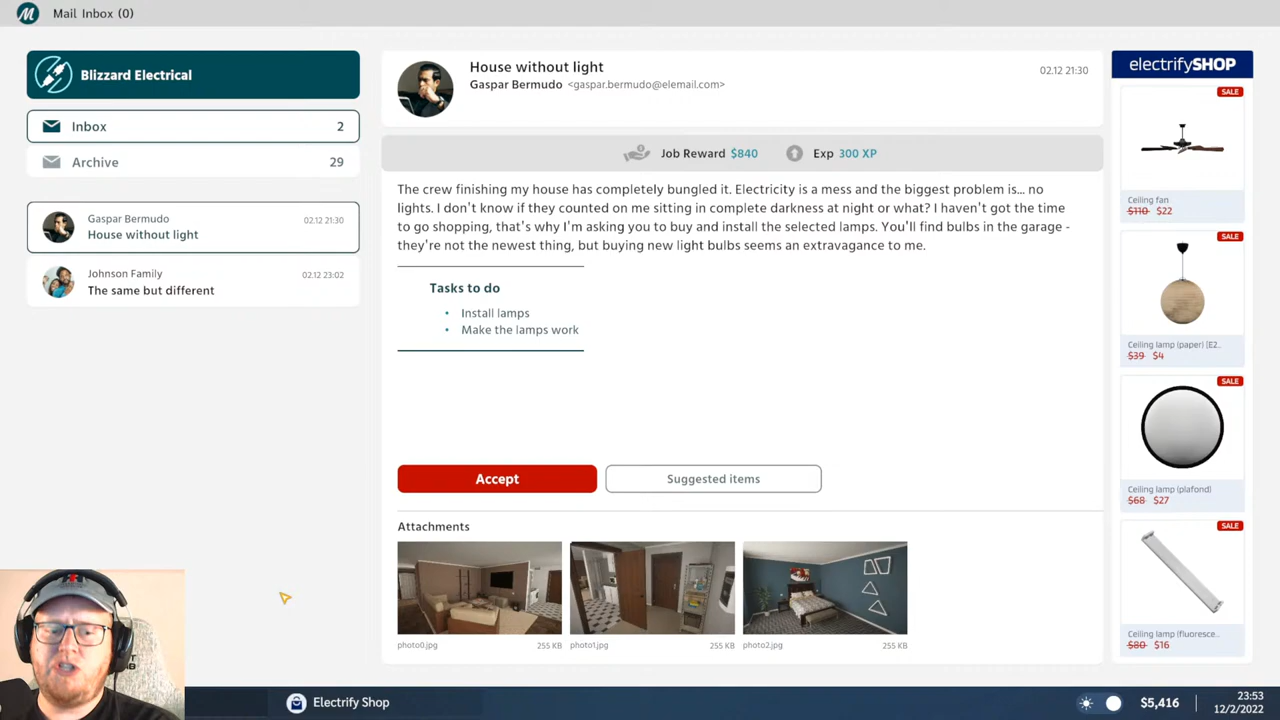 Mail Inbox (0)
Blizzard Electrical
Inbox 2
Archive 29
Gaspar Bermudo 02.12 21:30
House without light
Johnson Family 02.12 23:02
The same but different
House without light
Gaspar Bermudo <gaspar.bermudo@elemail.com>
02.12 21:30
Job Reward $840 Exp 300 XP
The crew finishing my house has completely bungled it. Electricity is a mess and the biggest problem is... no
lights. I don't know if they counted on me sitting in complete darkness at night or what? I haven't got the time
to go shopping, that's why I'm asking you to buy and install the selected lamps. You'll find bulbs in the garage -
they're not the newest thing, but buying new light bulbs seems an extravagance to me.
Tasks to do
• Install lamps
• Make the lamps work
Accept
Suggested items
Attachments
photo0.jpg 255 KB
photo1.jpg 255 KB
photo2.jpg 255 KB
electrifySHOP
SALE
Ceiling fan
$110 $22
SALE
Ceiling lamp (paper) [E2...
$39 $4
SALE
Ceiling lamp (plafond)
$68 $27
SALE
Ceiling lamp (fluoresce...
$80 $16
Electrify Shop
$5,416
23:53
12/2/2022